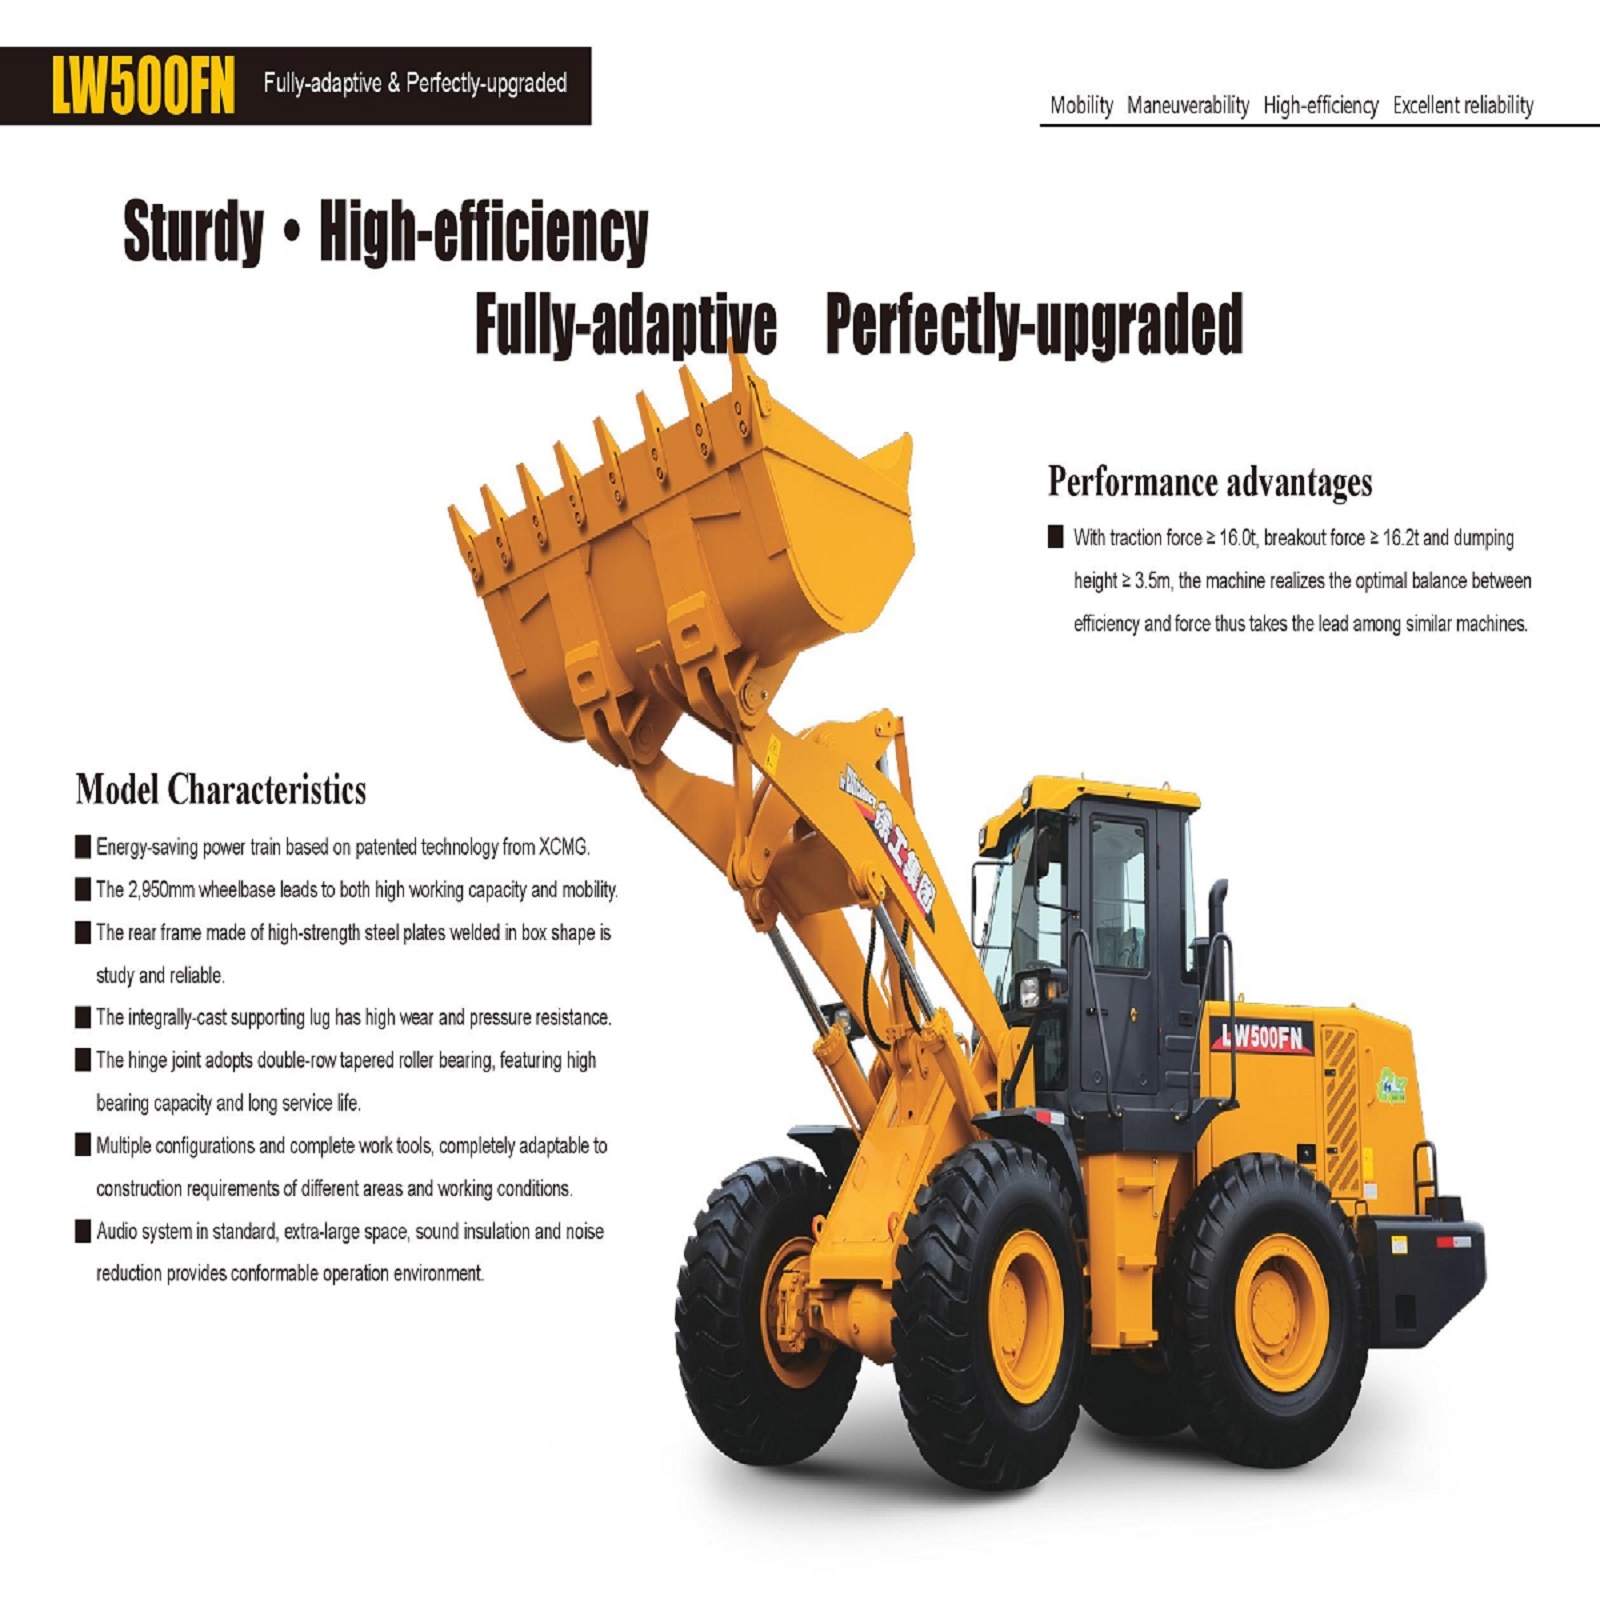 LW500FN Fully-adaptive & Perfectly-upgraded
Mobility Maneuverability High-efficiency Excellent reliability
Sturdy • High-efficiency
Fully-adaptive Perfectly-upgraded
Performance advantages
■ With traction force ≥ 16.0t, breakout force ≥ 16.2t and dumping
height ≥ 3.5m, the machine realizes the optimal balance between
efficiency and force thus takes the lead among similar machines.
Model Characteristics
■ Energy-saving power train based on patented technology from XCMG.
■ The 2,950mm wheelbase leads to both high working capacity and mobility.
■ The rear frame made of high-strength steel plates welded in box shape is
study and reliable.
■ The integrally-cast supporting lug has high wear and pressure resistance.
■ The hinge joint adopts double-row tapered roller bearing, featuring high
bearing capacity and long service life.
■ Multiple configurations and complete work tools, completely adaptable to
construction requirements of different areas and working conditions.
■ Audio system in standard, extra-large space, sound insulation and noise
reduction provides conformable operation environment.
徐工集团
LW500FN